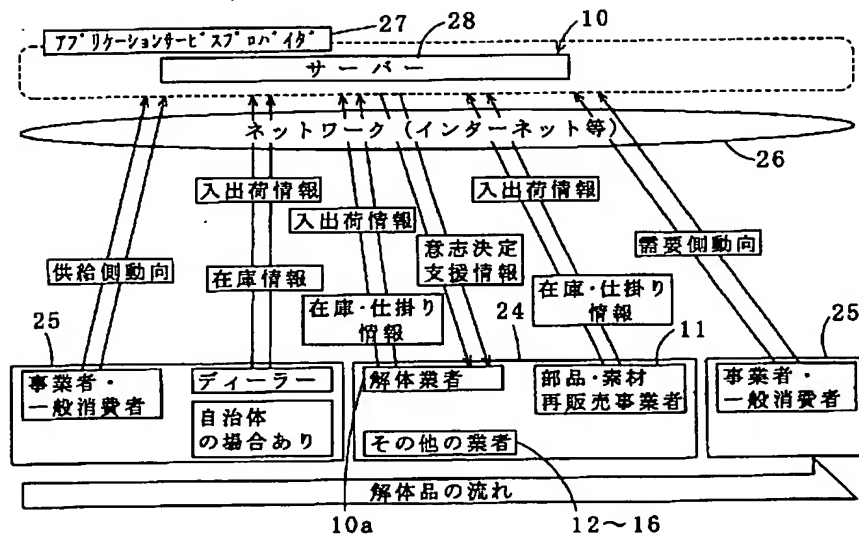 27
28
10
アプリケーションサービスプロバイダ
サーバー
ネットワーク（インターネット等）
26
入出荷情報
入出荷情報
入出荷情報
供給側動向
在庫情報
意志決定
支援情報
需要側動向
在庫・仕掛り
情報
在庫・仕掛り
情報
25
24
11
25
事業者・
一般消費者
ディーラー
自治体
の場合あり
解体業者
その他の業者
部品・素材
再販売事業者
事業者・
一般消費者
解体品の流れ
10a
12～16